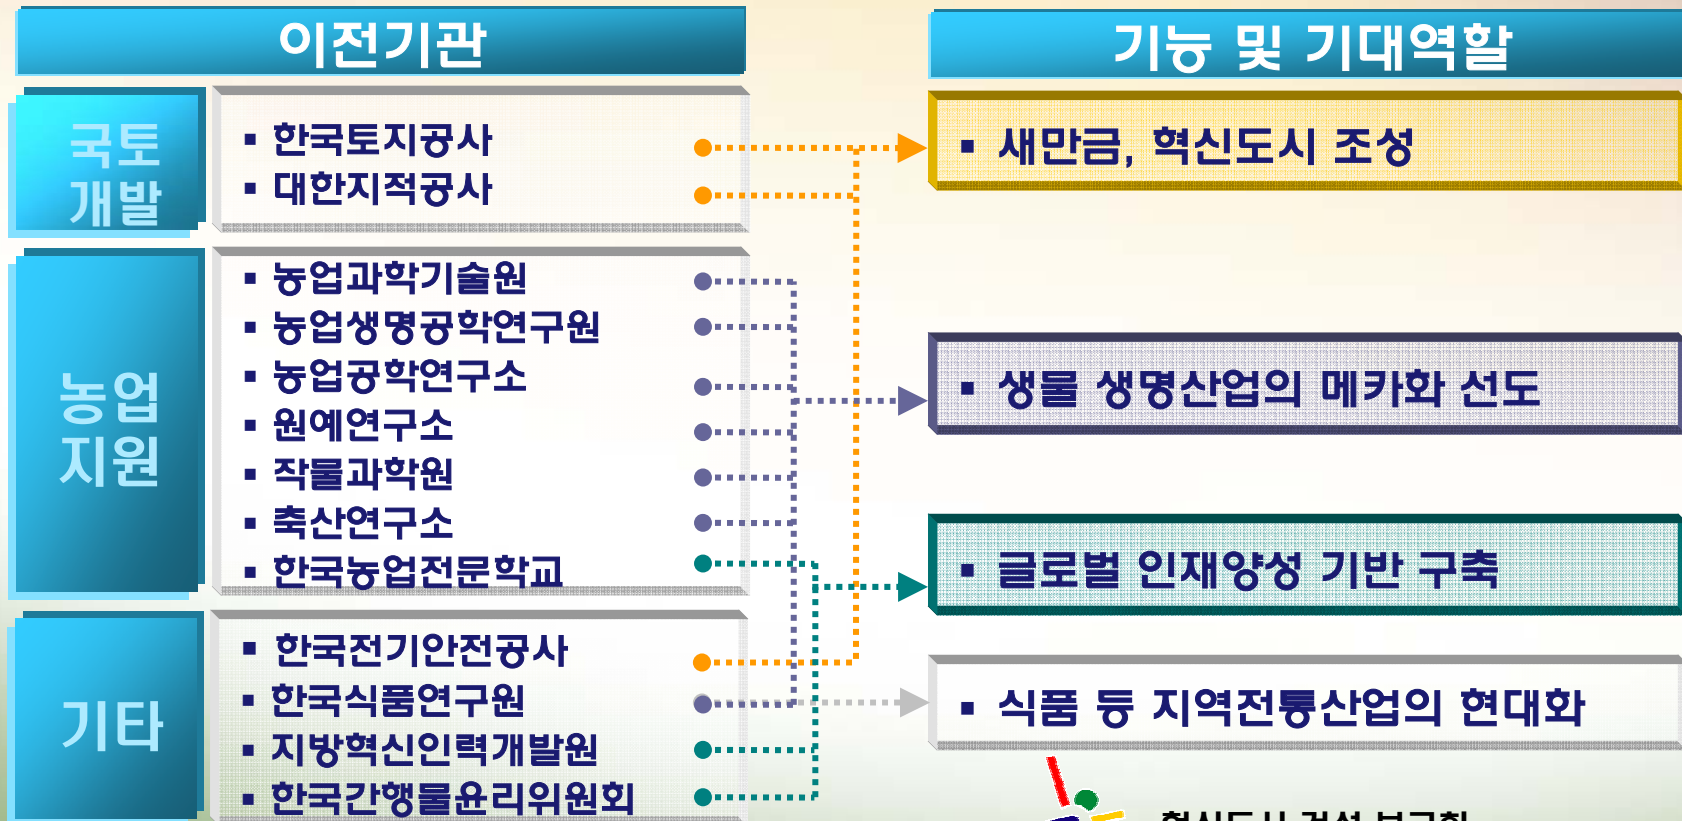 이전기관
기능 및 기대역할
국토
개발
▪ 한국토지공사
▪ 대한지적공사
▪ 새만금, 혁신도시 조성
농업
지원
▪ 농업과학기술원
▪ 농업생명공학연구원
▪ 농업공학연구소
▪ 원예연구소
▪ 작물과학원
▪ 축산연구소
▪ 한국농업전문학교
▪ 생물 생명산업의 메카화 선도
▪ 글로벌 인재양성 기반 구축
기타
▪ 한국전기안전공사
▪ 한국식품연구원
▪ 지방혁신인력개발원
▪ 한국간행물윤리위원회
▪ 식품 등 지역전통산업의 현대화